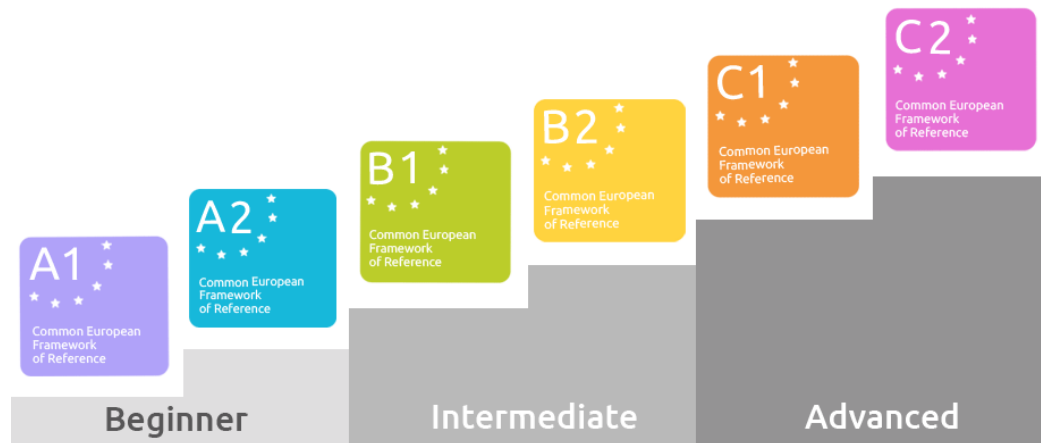 A1
Common European
Framework
of Reference
A2
Common European
Framework
of Reference
B1
Common European
Framework
of Reference
B2
Common European
Framework
of Reference
C1
Common European
Framework
of Reference
C2
Common European
Framework
of Reference
Beginner
Intermediate
Advanced